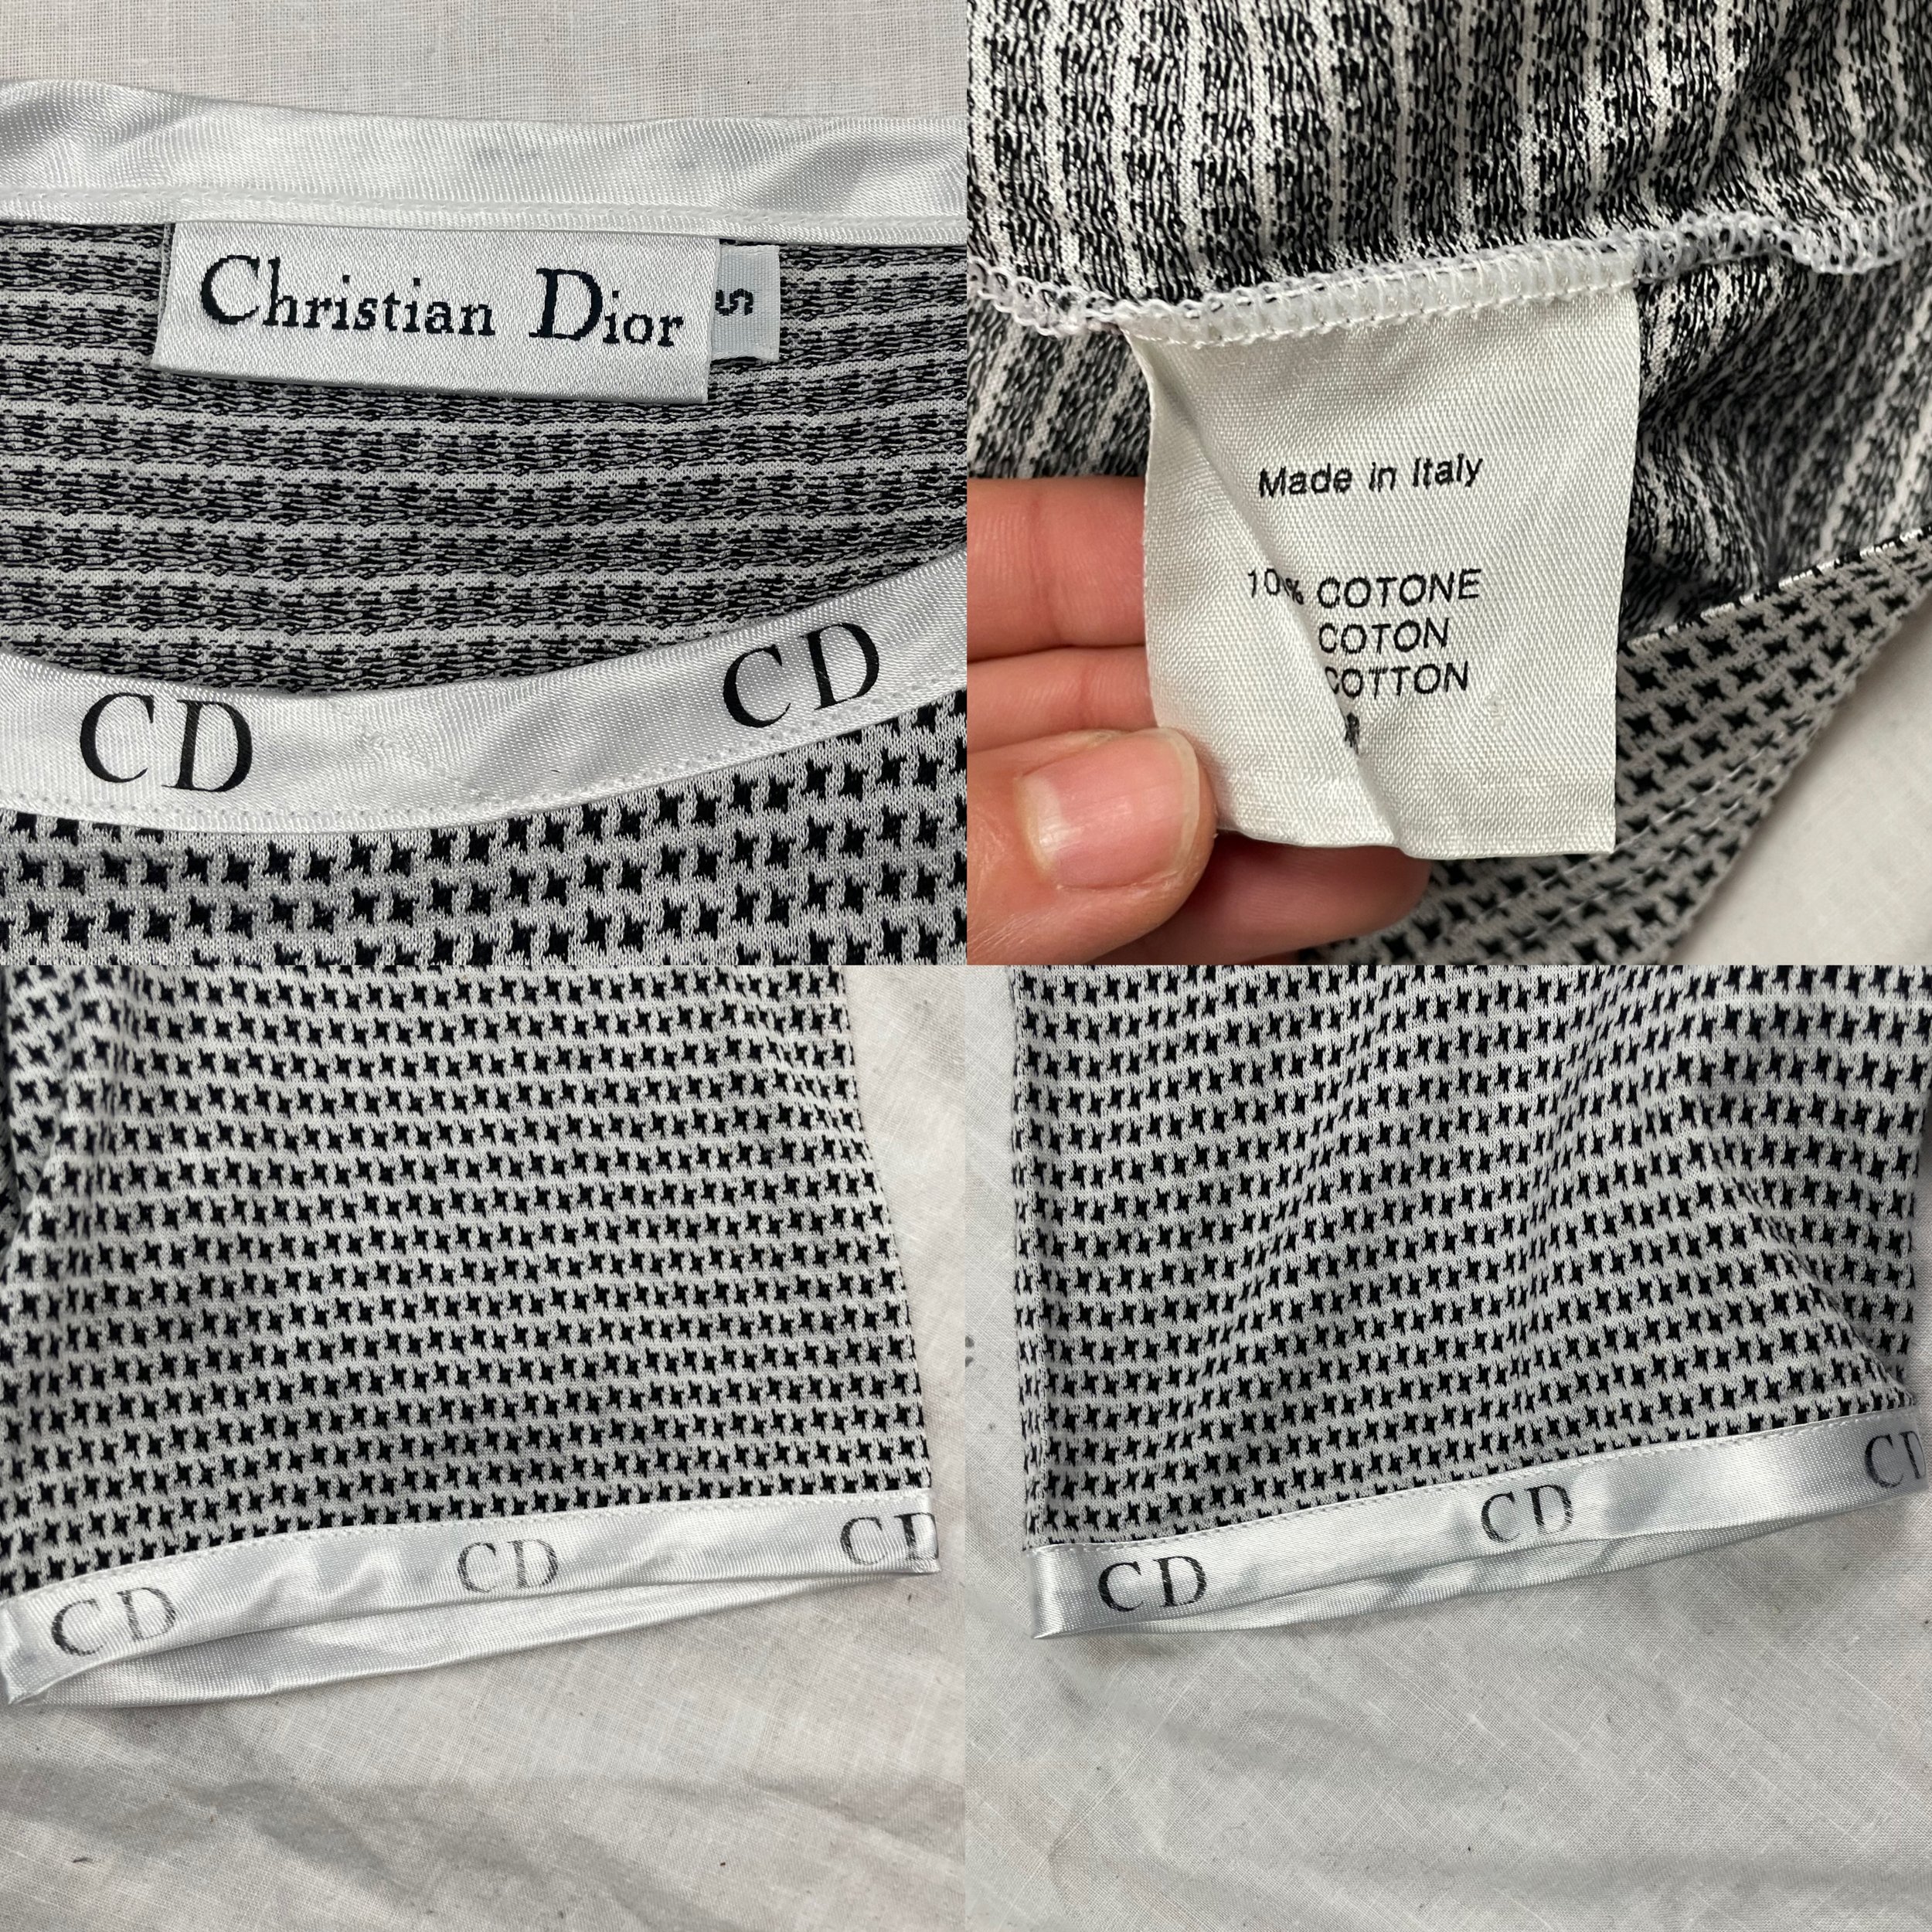 Christian Dior
S
CD
CD
Made in Italy
10% COTONE
COTON
COTTON
CD
CD
CD
CD
CD
CD